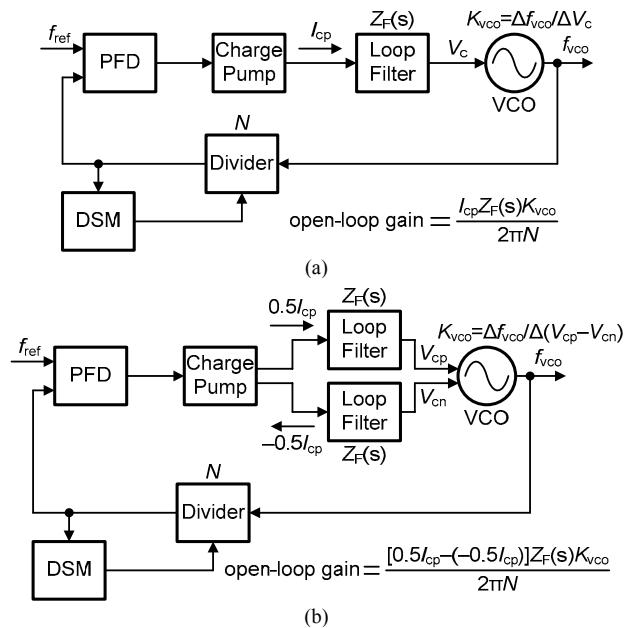 f_ref
PFD
Charge
Pump
I_cp
Z_F(s)
Loop
Filter
V_c
K_vco=Δf_vco/ΔV_c
f_vco
VCO
N
Divider
DSM
open-loop gain = I_cp Z_F(s)K_vco / 2πN
(a)
f_ref
PFD
Charge
Pump
0.5I_cp
–0.5I_cp
Z_F(s)
Loop
Filter
Loop
Filter
Z_F(s)
V_cp
V_cn
K_vco=Δf_vco/Δ(V_cp–V_cn)
f_vco
VCO
N
Divider
DSM
open-loop gain = [0.5I_cp–(–0.5I_cp)]Z_F(s)K_vco / 2πN
(b)